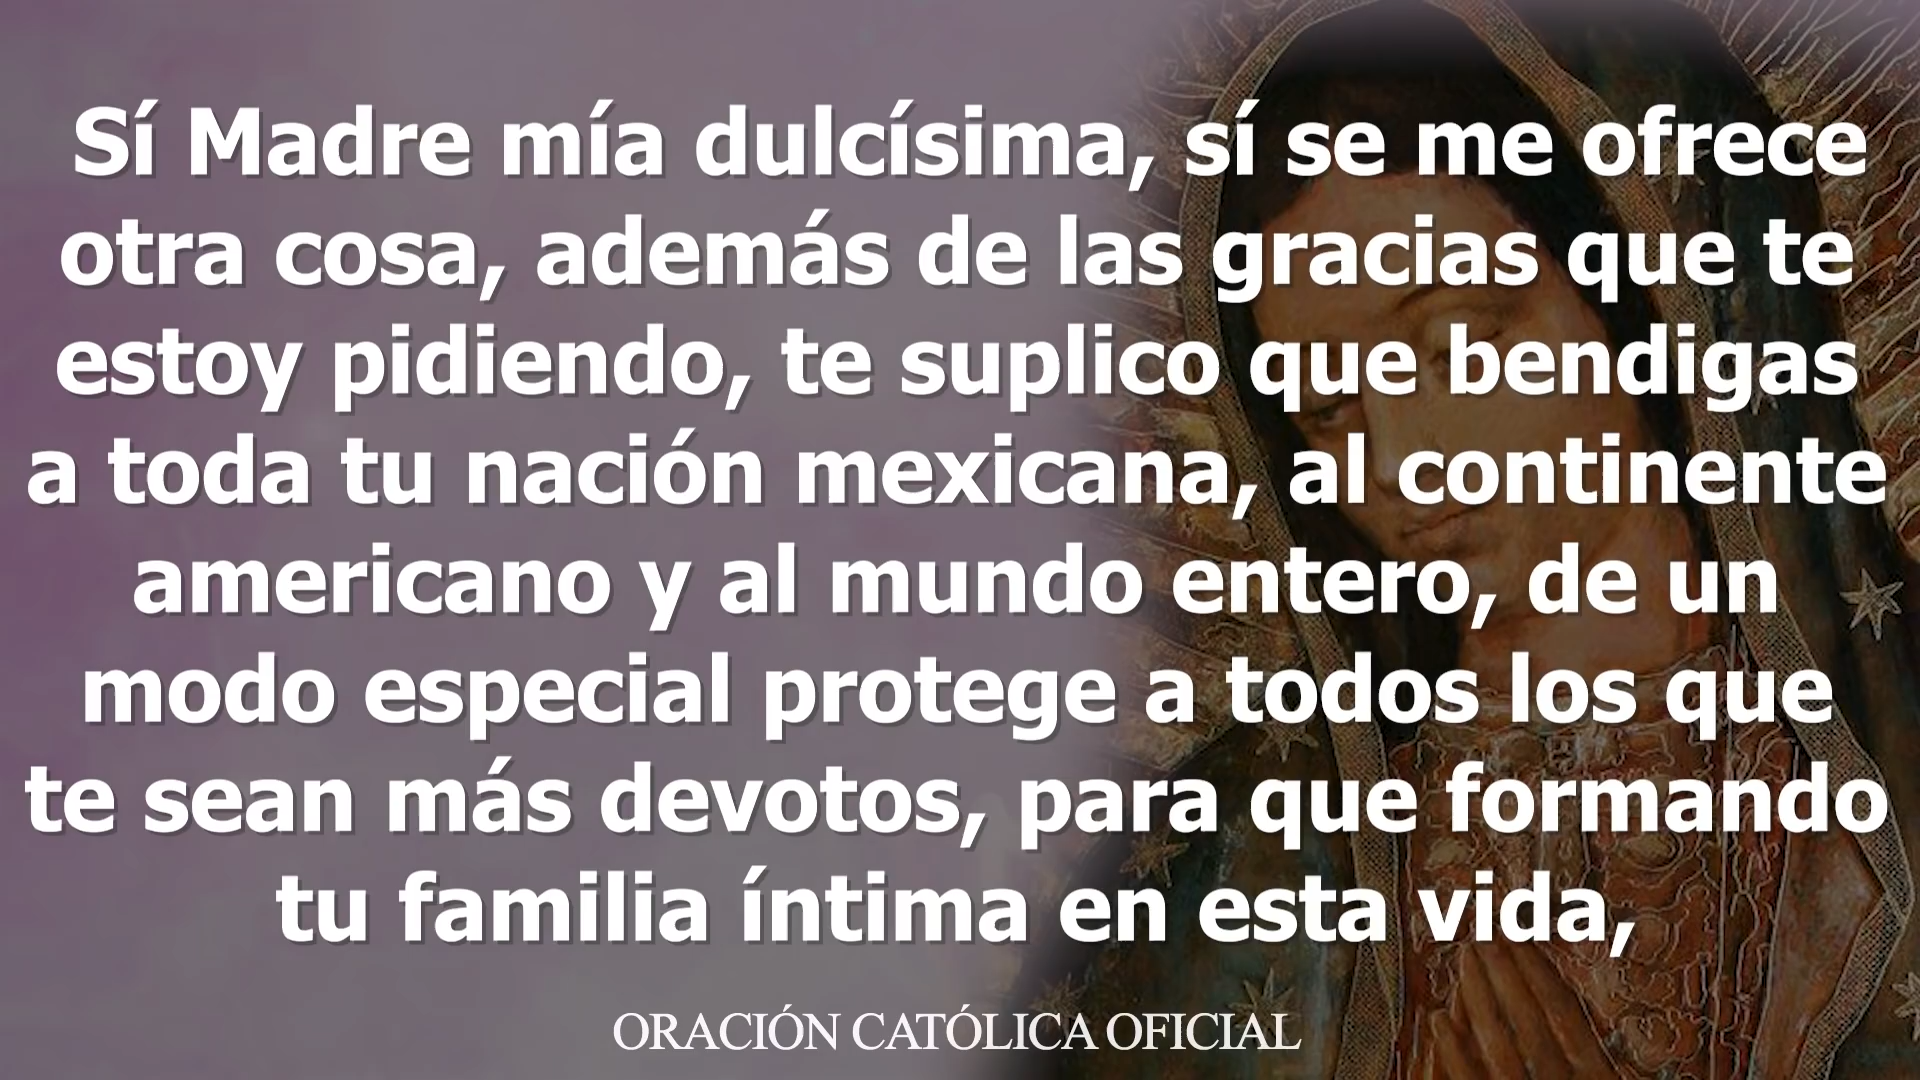 Sí Madre mía dulcísima, sí se me ofrece
otra cosa, además de las gracias que te
estoy pidiendo, te suplico que bendigas
a toda tu nación mexicana, al continente
americano y al mundo entero, de un
modo especial protege a todos los que
te sean más devotos, para que formando
tu familia íntima en esta vida,
ORACIÓN CATÓLICA OFICIAL